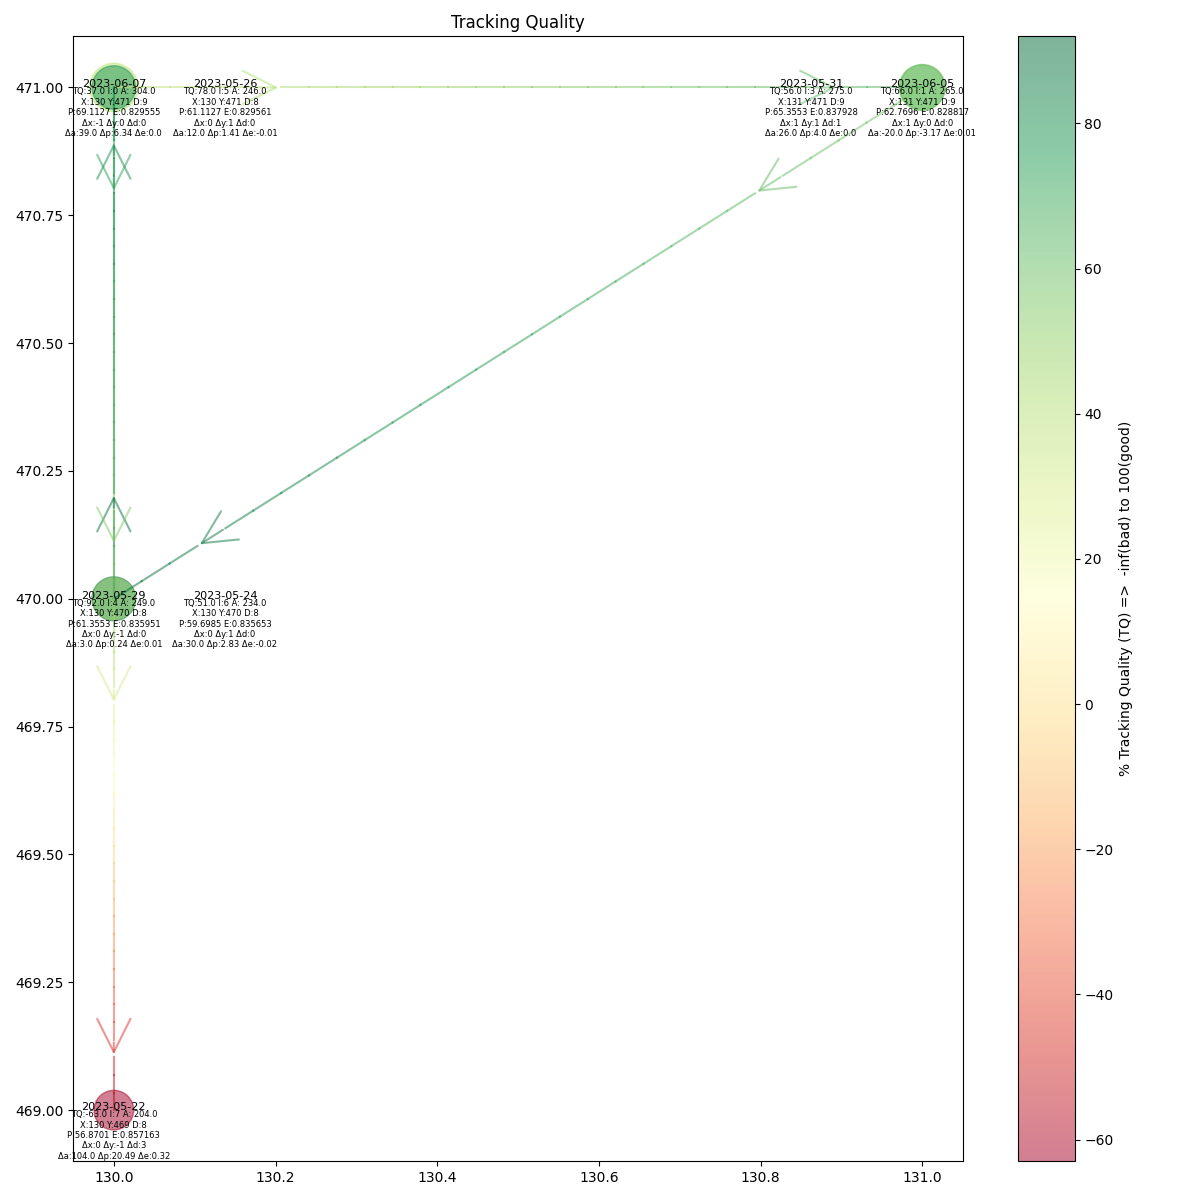 Tracking Quality
471.00
470.75
470.50
470.25
470.00
469.75
469.50
469.25
469.00
2023-06-07
TQ:37.0 I:0 A: 304.0
X:130 Y:471 D:9
P:69.1127 E:0.829555
Δx:-1 Δy:0 Δd:0
Δa:39.0 Δp:6.34 Δe:0.0
2023-05-26
TQ:78.0 I:5 A: 246.0
X:130 Y:471 D:8
P:61.1127 E:0.829561
Δx:0 Δy:1 Δd:0
Δa:12.0 Δp:1.41 Δe:-0.01
2023-05-31
TQ:56.0 I:3 A: 275.0
X:131 Y:471 D:9
P:65.3553 E:0.837928
Δx:1 Δy:1 Δd:1
Δa:26.0 Δp:4.0 Δe:0.0
2023-06-05
TQ:66.0 I:1 A: 265.0
X:131 Y:471 D:9
P:62.7696 E:0.828817
Δx:1 Δy:0 Δd:0
Δa:-20.0 Δp:-3.17 Δe:0.01
2023-05-29
TQ:92.0 I:4 A: 249.0
X:130 Y:470 D:8
P:61.3553 E:0.835951
Δx:0 Δy:-1 Δd:0
Δa:3.0 Δp:0.24 Δe:0.01
2023-05-24
TQ:51.0 I:6 A: 234.0
X:130 Y:470 D:8
P:59.6985 E:0.835653
Δx:0 Δy:1 Δd:0
Δa:30.0 Δp:2.83 Δe:-0.02
2023-05-22
TQ:-63.0 I:7 A: 204.0
X:130 Y:469 D:8
P:56.8701 E:0.857163
Δx:0 Δy:-1 Δd:3
Δa:104.0 Δp:20.49 Δe:0.32
130.0
130.2
130.4
130.6
130.8
131.0
80
60
40
20
0
−20
−40
−60
% Tracking Quality (TQ) => -inf(bad) to 100(good)